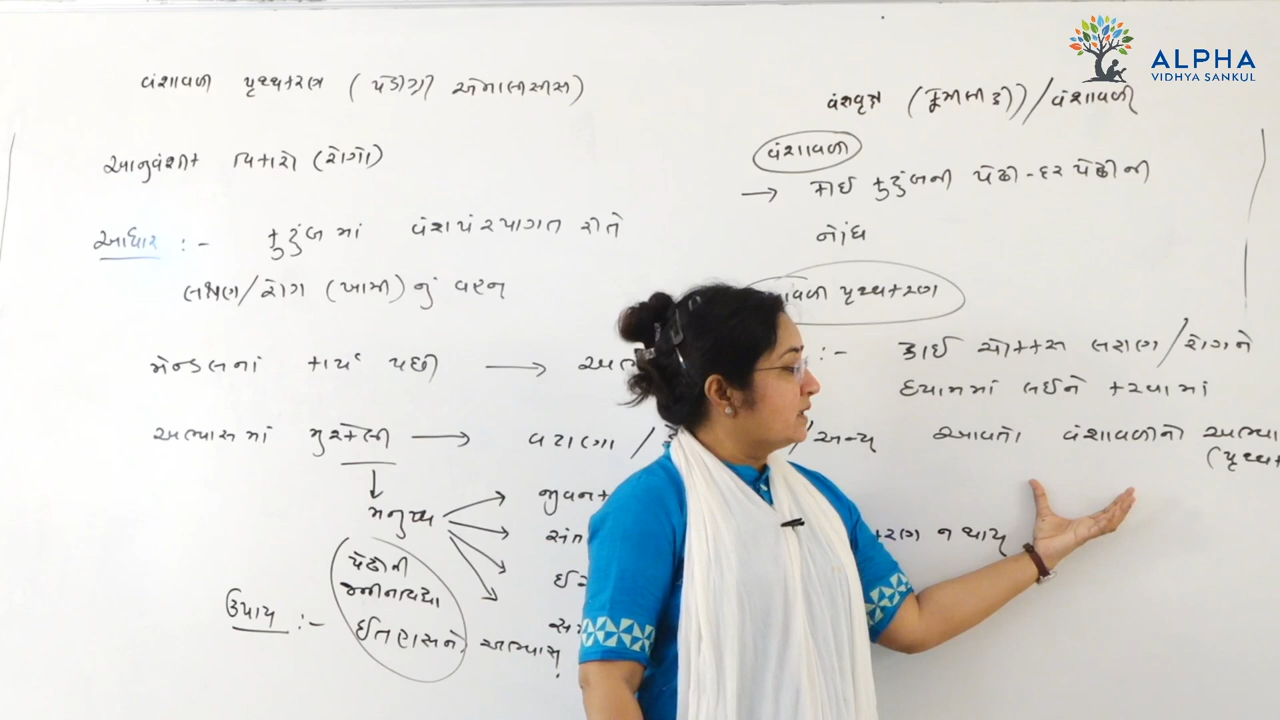 ALPHA
VIDHYA SANKUL
વંશાવળી પૃથ્થકરણ (પેડીગ્રી એનાલીસીસ)
આનુવંશીક વિકારો (રોગો)
આધાર :- કુટુંબમાં વંશપરંપરાગત રીતે
લક્ષણ/રોગ (ખામી) નું વહન
મેન્ડલનાં કાર્ય પછી →
અભ્યાસમાં મુશ્કેલી → વટાણા / /અન્ય
મનુષ્ય
ઉપાય :- પેઢીની
ઈતિહાસનો અભ્યાસ
વંશવૃક્ષ / વંશાવળી
વંશાવળી
→ કોઈ કુટુંબની પેઢી-દર પેઢીની
નોંધ
પૃથ્થકરણ
:- કોઈ ચોક્કસ લક્ષણ/રોગને
ધ્યાનમાં લઈને કરવામાં
આવતો વંશાવળીનો
ન થાય